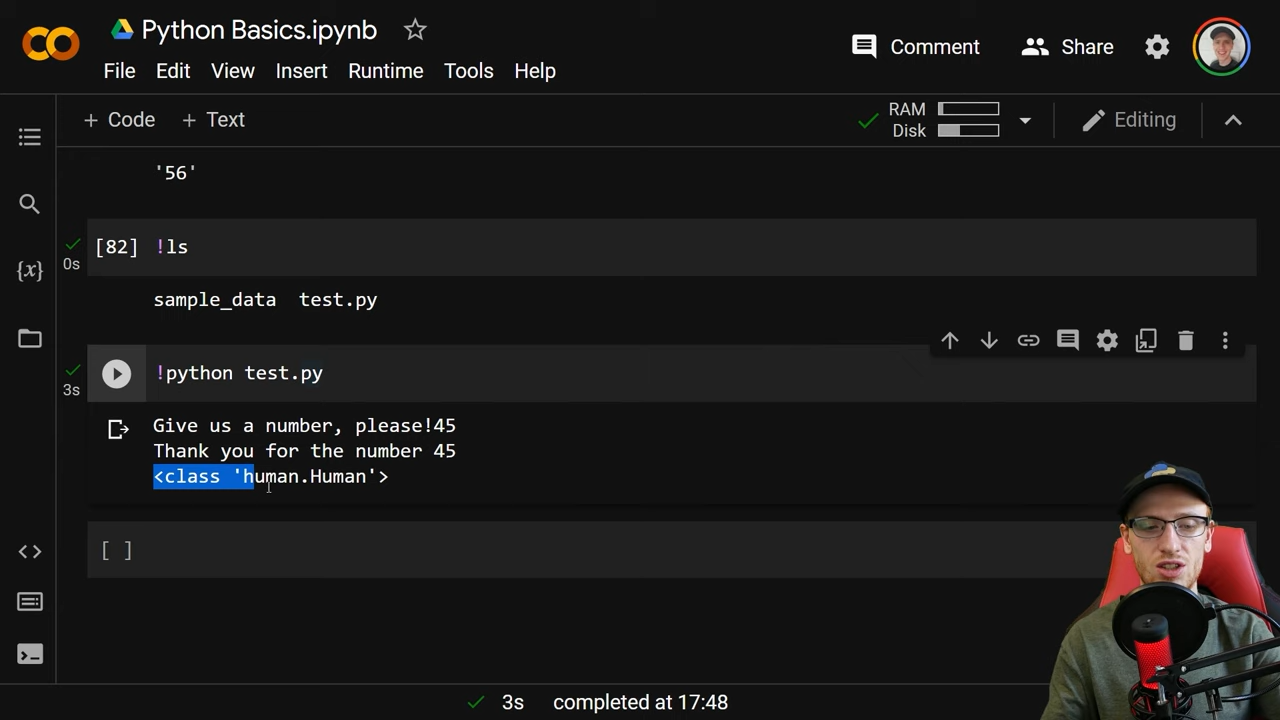 Python Basics.ipynb
Comment
Share
File Edit View Insert Runtime Tools Help
+ Code + Text
RAM
Disk
Editing
'56'
[82] !ls
0s
sample_data test.py
!python test.py
3s
Give us a number, please!45
Thank you for the number 45
<class 'human.Human'>
{x}
[ ]
3s completed at 17:48